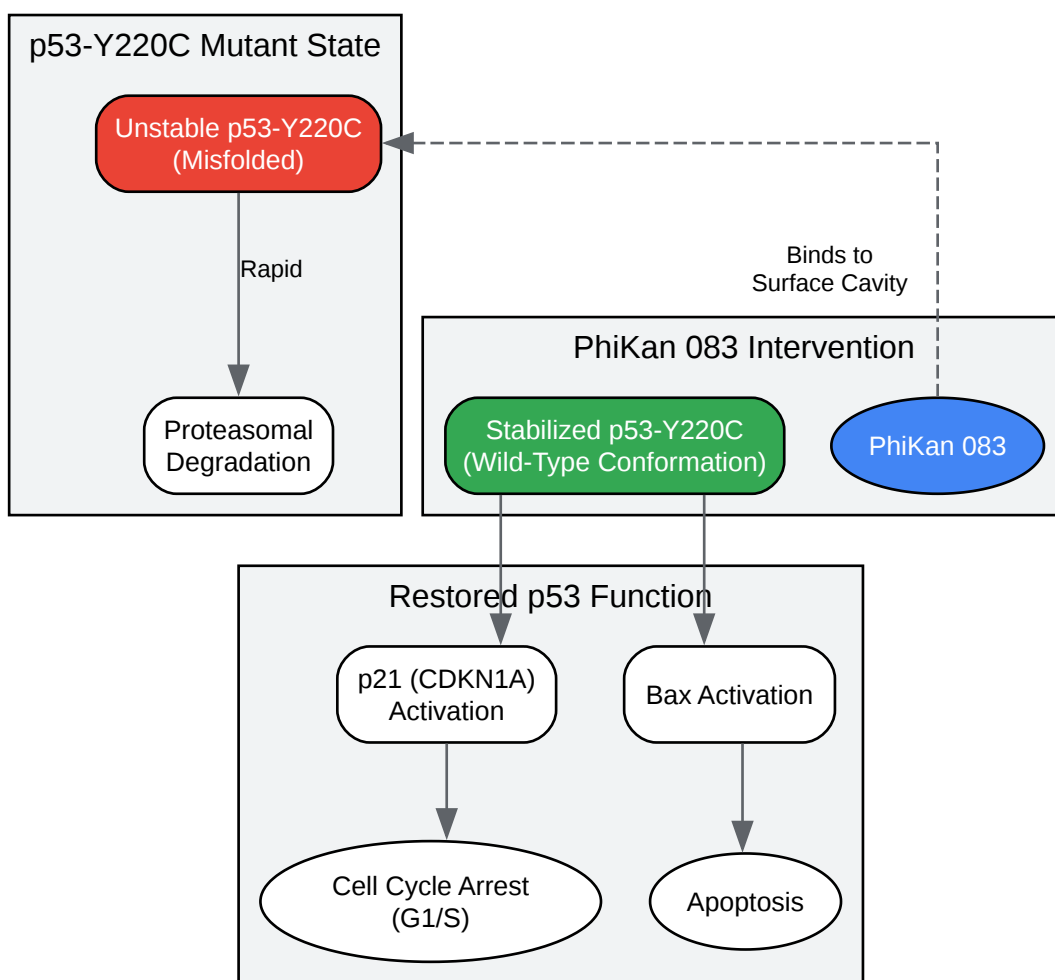 p53-Y220C Mutant State
Unstable p53-Y220C
(Misfolded)
Rapid
Proteasomal
Degradation
Binds to
Surface Cavity
PhiKan 083 Intervention
Stabilized p53-Y220C
(Wild-Type Conformation)
PhiKan 083
Restored p53 Function
p21 (CDKN1A)
Activation
Bax Activation
Cell Cycle Arrest
(G1/S)
Apoptosis